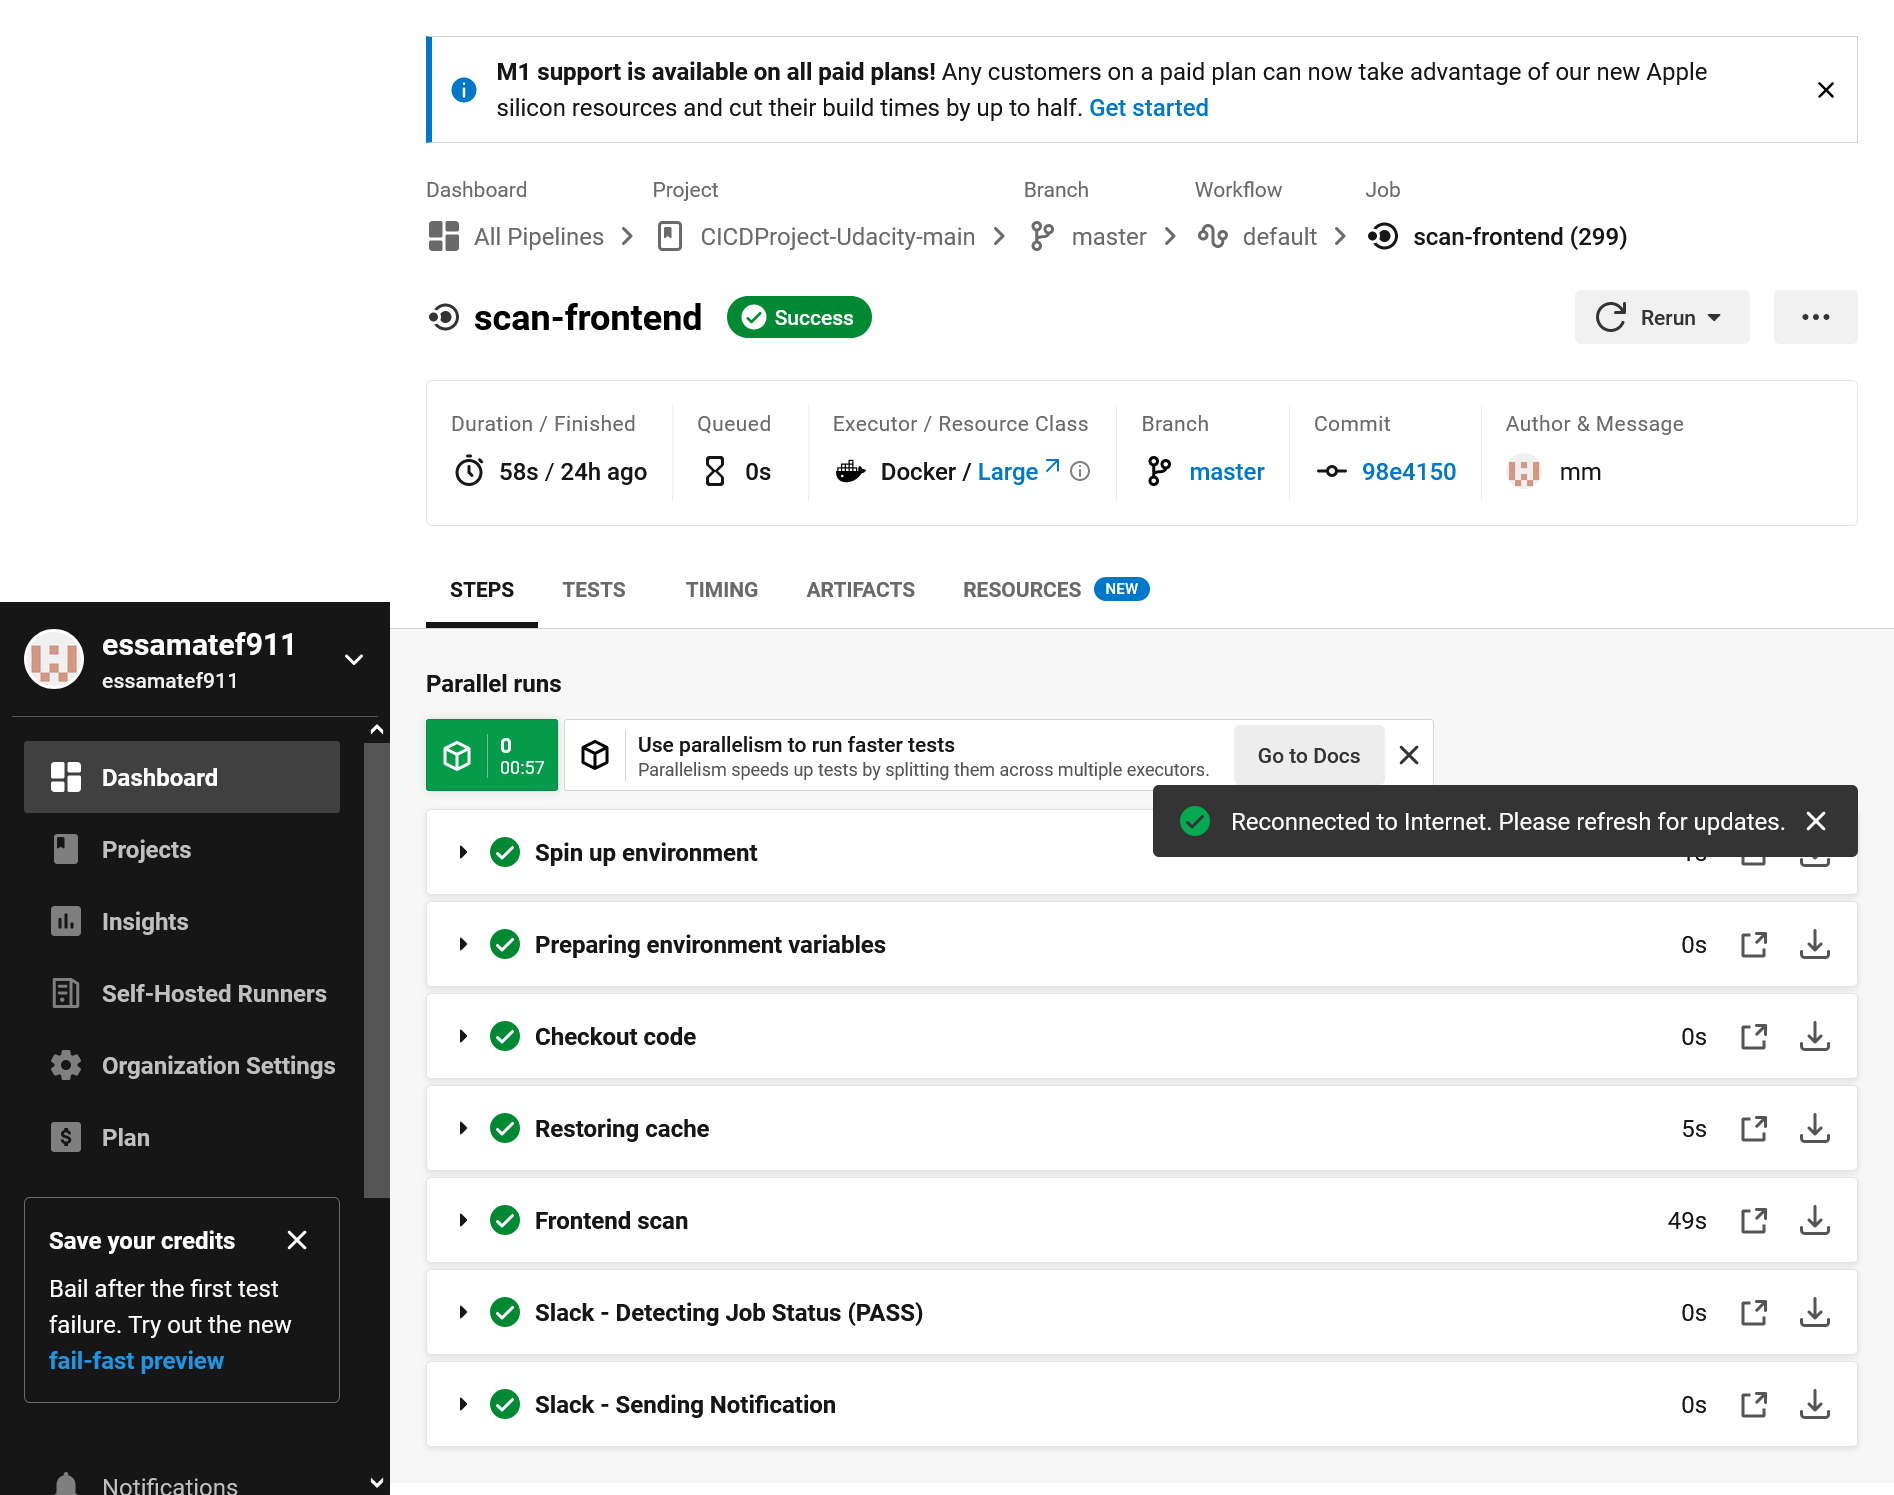 M1 support is available on all paid plans! Any customers on a paid plan can now take advantage of our new Apple
silicon resources and cut their build times by up to half. Get started
Dashboard
Project
Branch
Workflow
Job
All Pipelines
CICDProject-Udacity-main
master
default
scan-frontend (299)
scan-frontend
Success
Rerun
Duration / Finished
Queued
Executor / Resource Class
Branch
Commit
Author & Message
58s / 24h ago
0s
Docker / Large
master
98e4150
mm
STEPS
TESTS
TIMING
ARTIFACTS
RESOURCES
NEW
essamatef911
essamatef911
Dashboard
Projects
Insights
Self-Hosted Runners
Organization Settings
Plan
Save your credits
Bail after the first test
failure. Try out the new
fail-fast preview
Notifications
Parallel runs
0
00:57
Use parallelism to run faster tests
Parallelism speeds up tests by splitting them across multiple executors.
Go to Docs
Reconnected to Internet. Please refresh for updates.
Spin up environment
Preparing environment variables
0s
Checkout code
0s
Restoring cache
5s
Frontend scan
49s
Slack - Detecting Job Status (PASS)
0s
Slack - Sending Notification
0s